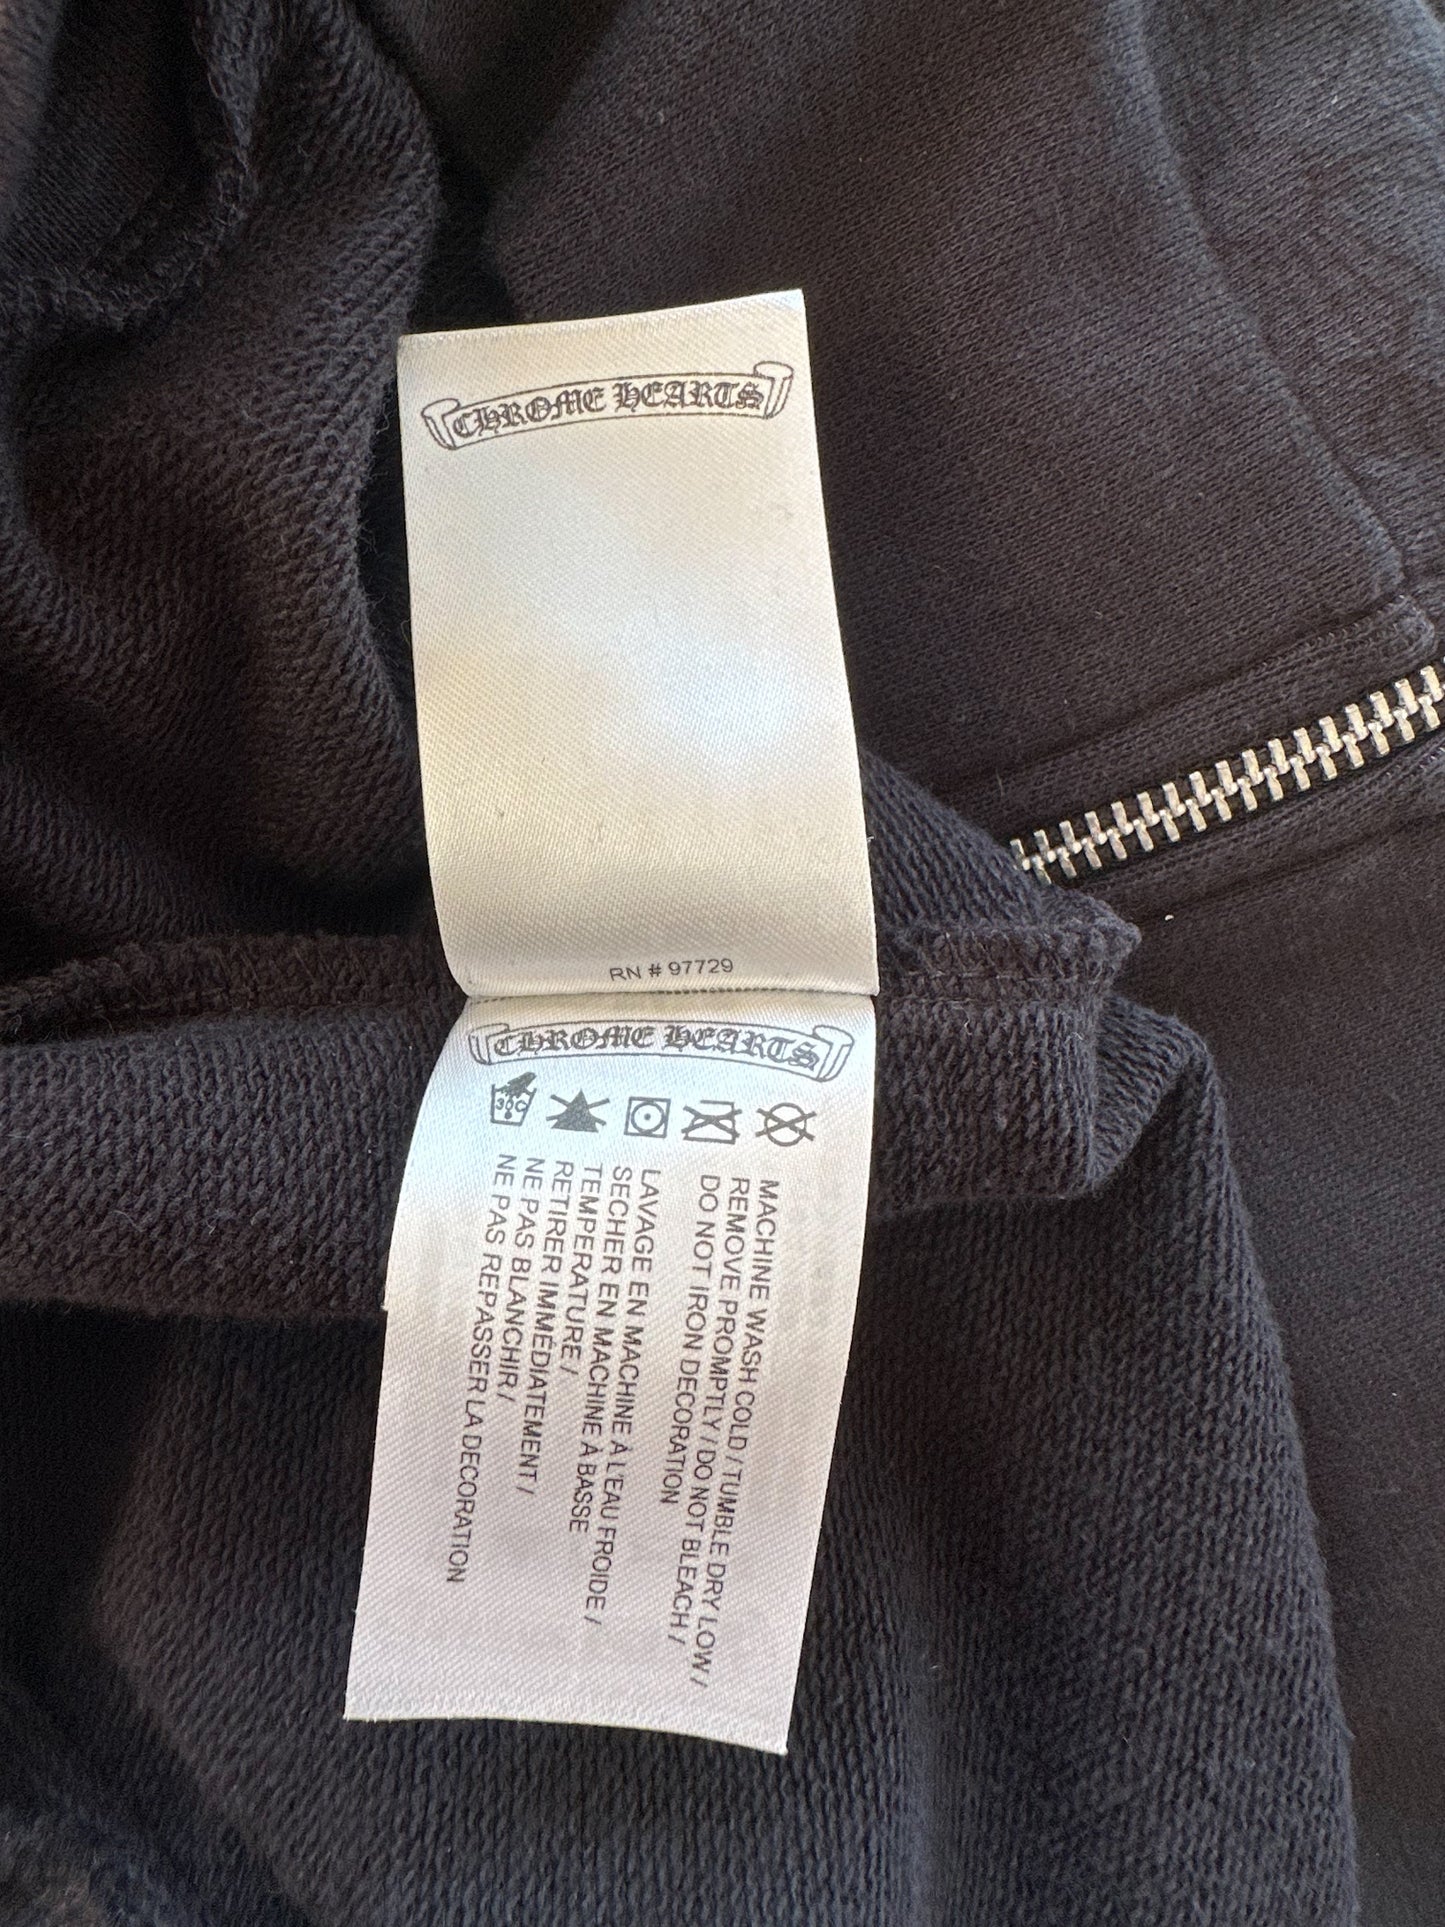 CHROME HEARTS
RN # 97729
CHROME HEARTS
30C
MACHINE WASH COLD / TUMBLE DRY LOW /
REMOVE PROMPTLY / DO NOT BLEACH /
DO NOT IRON DECORATION
LAVAGE EN MACHINE À L'EAU FROIDE /
SECHER EN MACHINE À BASSE
TEMPERATURE /
RETIRER IMMÉDIATEMENT /
NE PAS BLANCHIR /
NE PAS REPASSER LA DECORATION